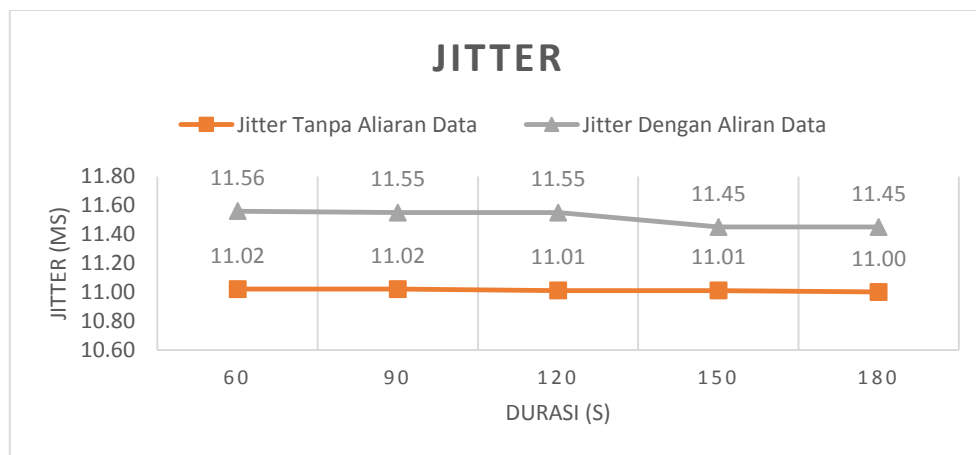 JITTER
Jitter Tanpa Aliaran Data Jitter Dengan Aliran Data
11.80
11.60
11.40
11.20
11.00
10.80
10.60
JITTER (MS)
11.56 11.55 11.55 11.45 11.45
11.02 11.02 11.01 11.01 11.00
60 90 120 150 180
DURASI (S)